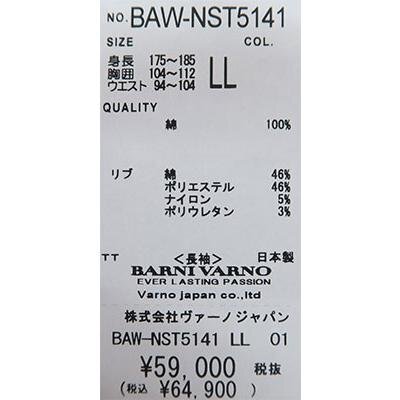 NO. BAW-NST5141
SIZE COL.
身長 175～185
胸囲 104～112
ウエスト 94～104
LL
QUALITY
綿 100%
リブ 綿 46%
ポリエステル 46%
ナイロン 5%
ポリウレタン 3%
TT 〈長袖〉 日本製
BARNI VARNO
EVER LASTING PASSION
Varno japan co.,ltd
株式会社ヴァーノジャパン
BAW-NST5141 LL 01
¥59,000 税抜
(税込 ¥64,900 )